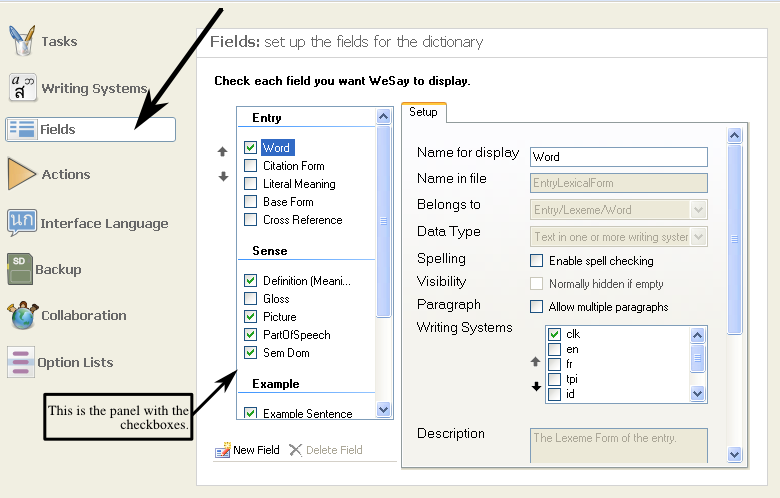 Tasks
Writing Systems
Fields
Actions
Interface Language
Backup
Collaboration
Option Lists
This is the panel with the
checkboxes.
Fields: set up the fields for the dictionary
Check each field you want WeSay to display.
Entry
Word
Citation Form
Literal Meaning
Base Form
Cross Reference
Sense
Definition (Meani...
Gloss
Picture
PartOfSpeech
Sem Dom
Example
Example Sentence
New Field Delete Field
Setup
Name for display Word
Name in file EntryLexicalForm
Belongs to Entry/Lexeme/Word
Data Type Text in one or more writing syster
Spelling Enable spell checking
Visibility Normally hidden if empty
Paragraph Allow multiple paragraphs
Writing Systems clk
en
fr
tpi
id
Description The Lexeme Form of the entry.